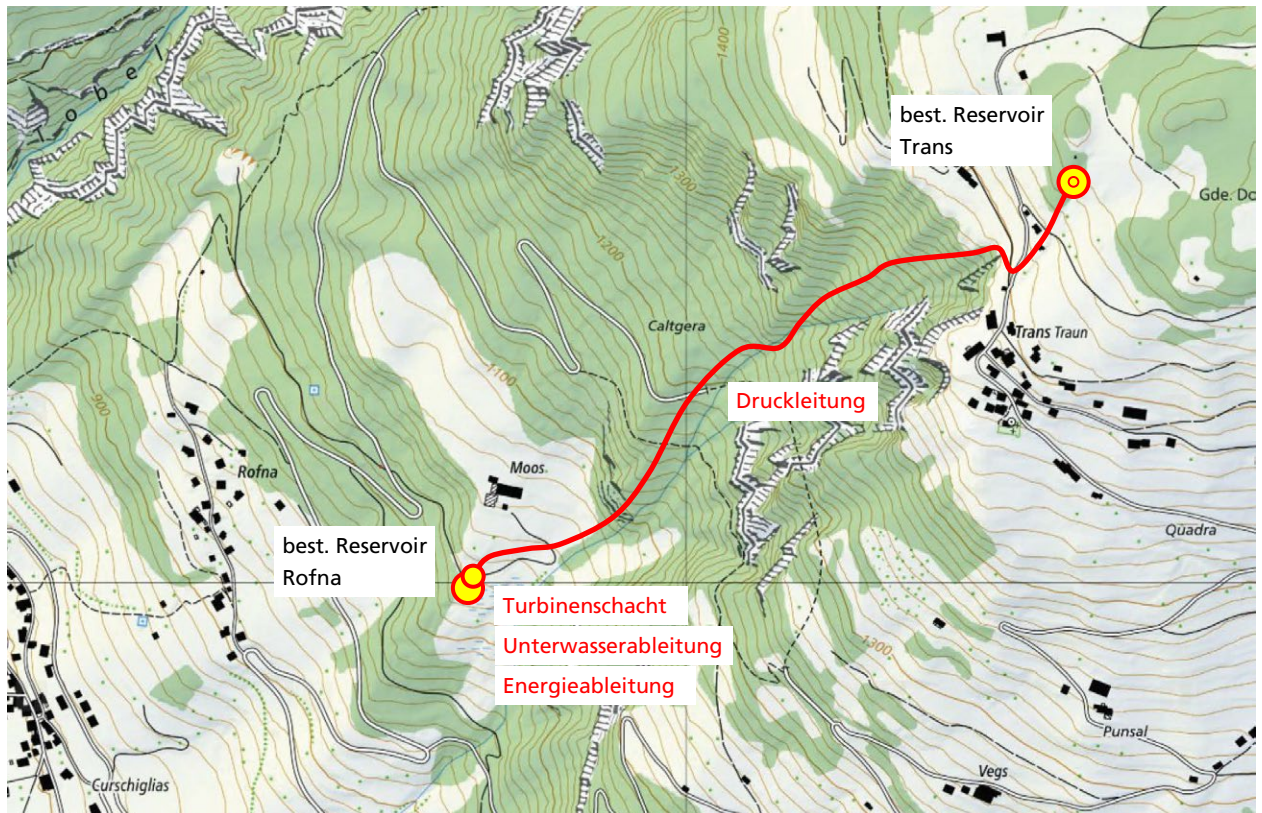 Tobel
1400
best. Reservoir
Trans
1300
Gde. Do
1200
Caltgera
Trans Traun
1100
900
Druckleitung
Rofna
Moos
Quadra
best. Reservoir
Rofna
Turbinenschacht
Unterwasserableitung
1300
Energieableitung
Punsal
Vegs
Curschiglias